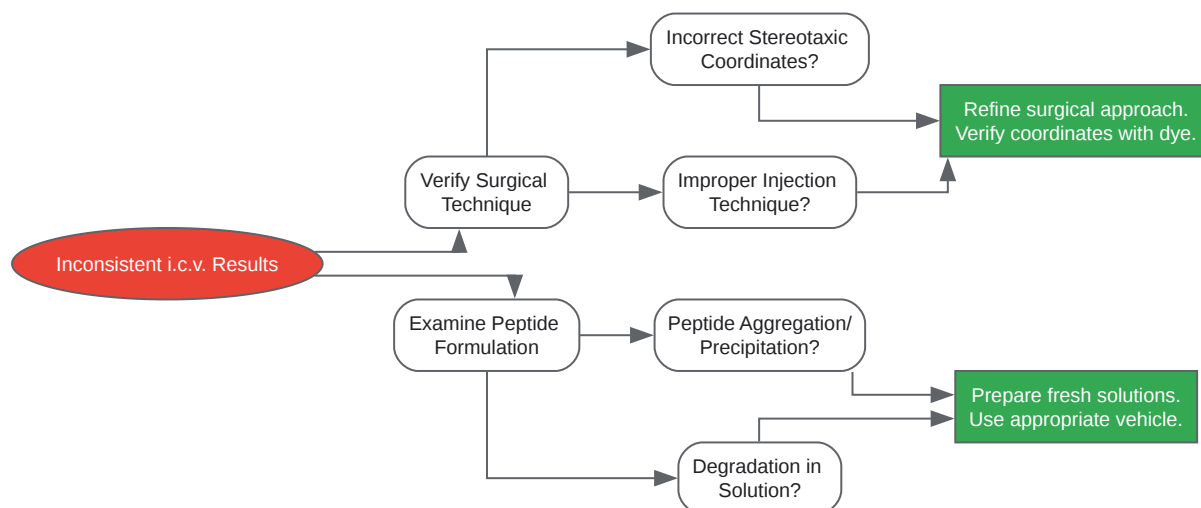 Incorrect Stereotaxic
Coordinates?
Refine surgical approach.
Verify coordinates with dye.
Verify Surgical
Technique
Improper Injection
Technique?
Inconsistent i.c.v. Results
Examine Peptide
Formulation
Peptide Aggregation/
Precipitation?
Prepare fresh solutions.
Use appropriate vehicle.
Degradation in
Solution?